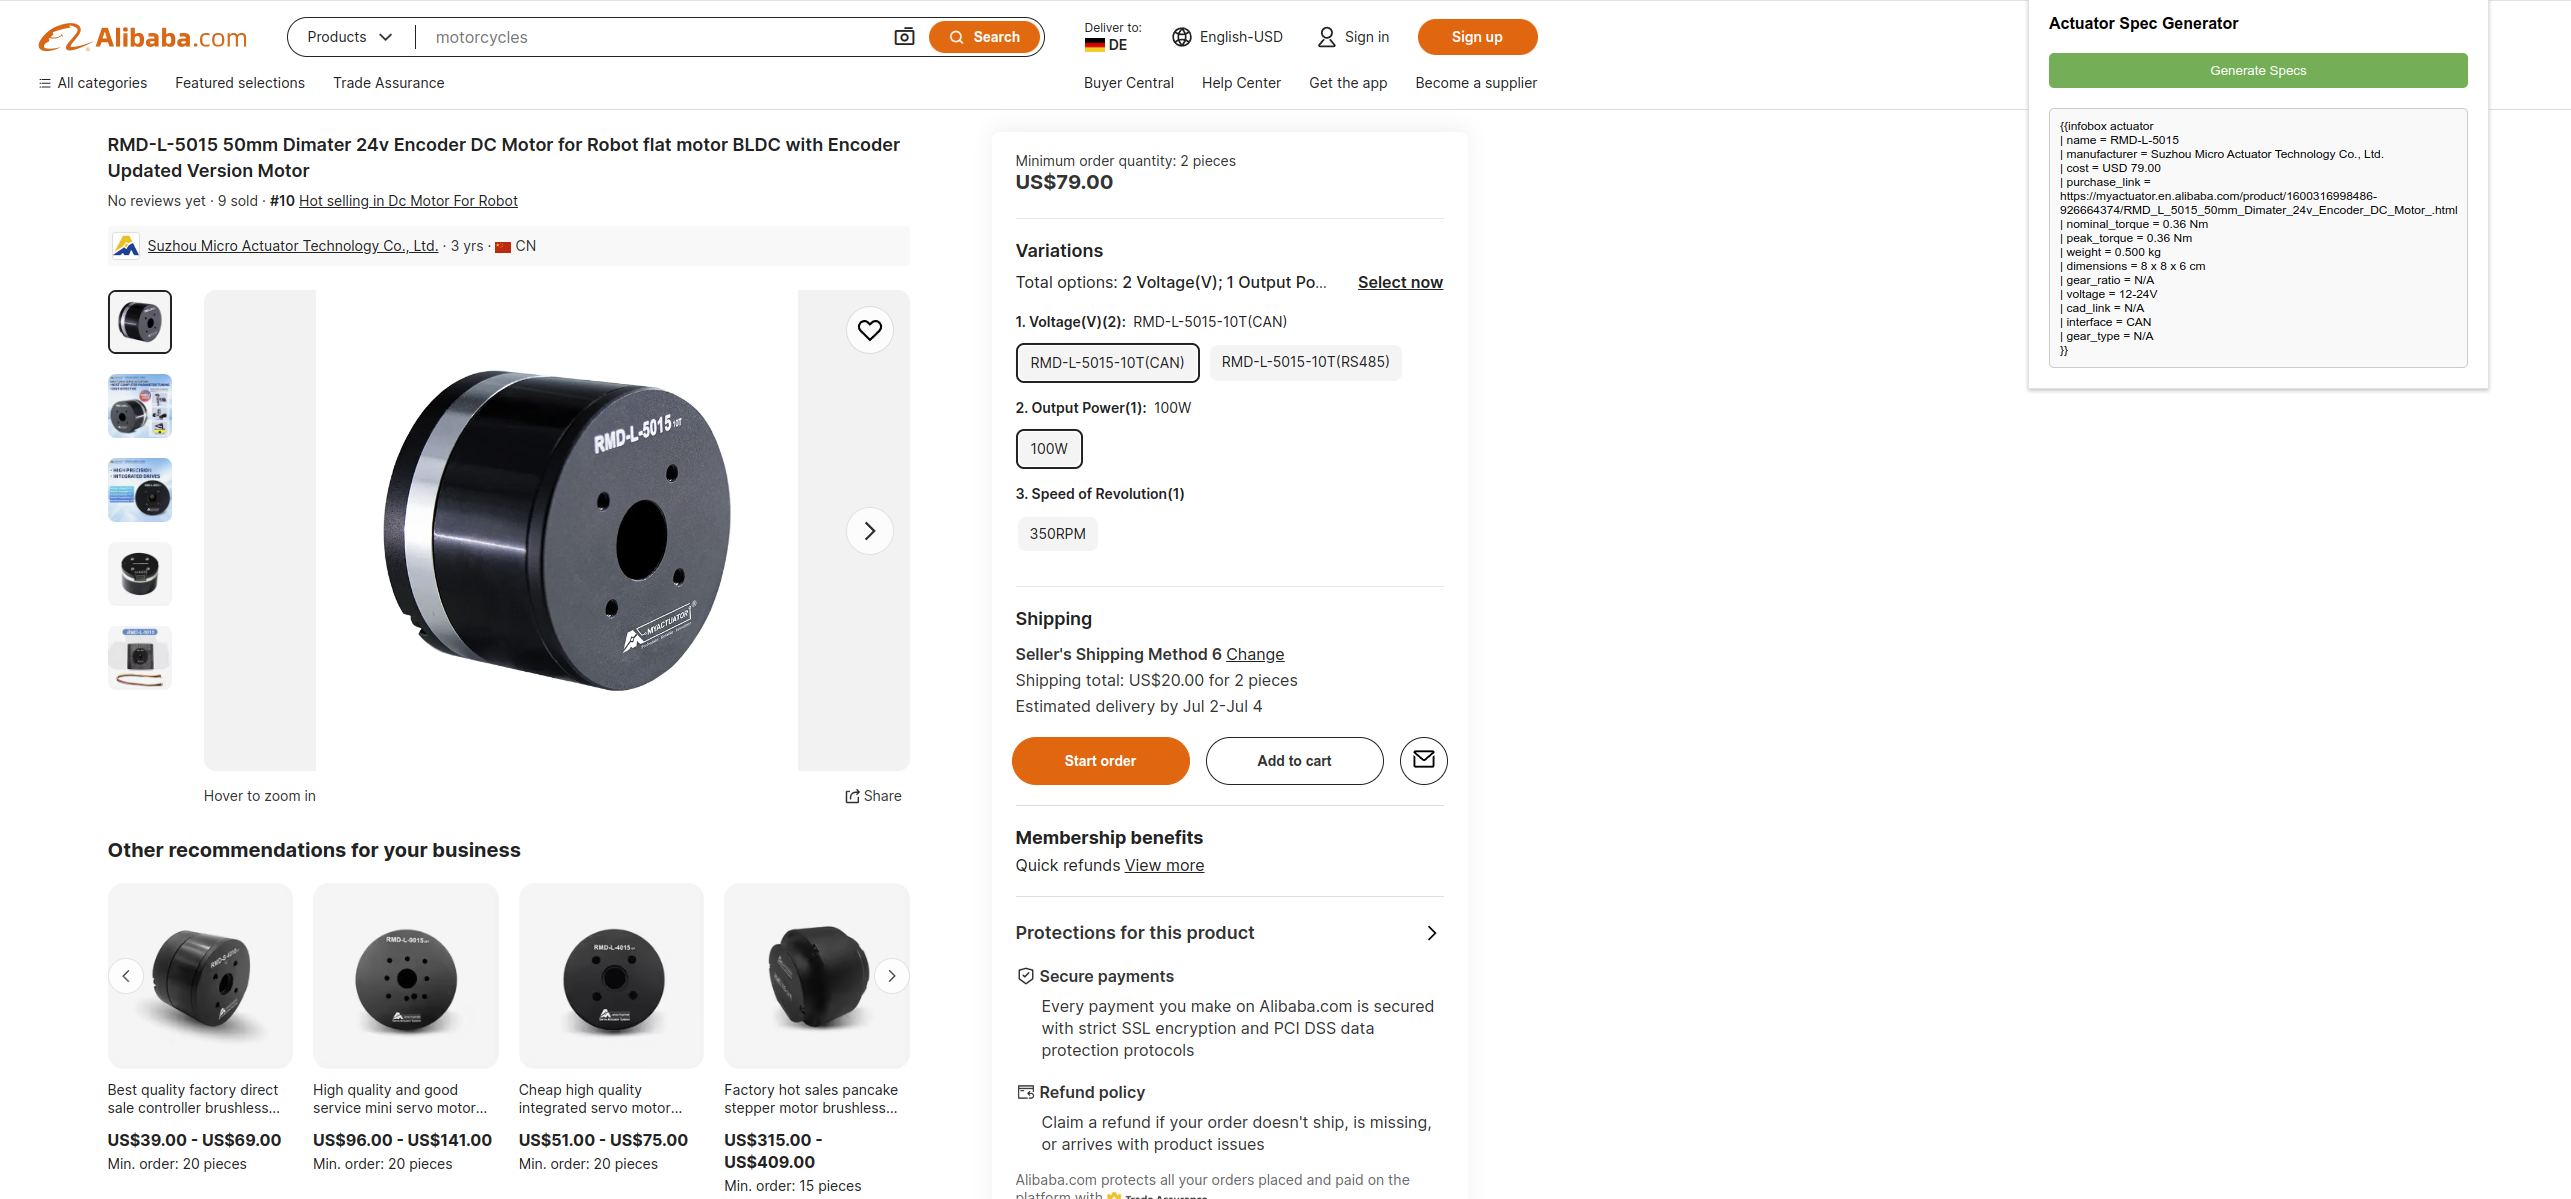 Alibaba.com
Products
motorcycles
Search
Deliver to:
DE
English-USD
Sign in
Sign up
All categories
Featured selections
Trade Assurance
Buyer Central
Help Center
Get the app
Become a supplier
RMD-L-5015 50mm Dimater 24v Encoder DC Motor for Robot flat motor BLDC with Encoder
Updated Version Motor
No reviews yet · 9 sold · #10 Hot selling in Dc Motor For Robot
Suzhou Micro Actuator Technology Co., Ltd. · 3 yrs · CN
RMD-L-5015 10T
MYACTUATOR
Hover to zoom in
Share
Other recommendations for your business
Best quality factory direct
sale controller brushless...
US$39.00 - US$69.00
Min. order: 20 pieces
High quality and good
service mini servo motor...
US$96.00 - US$141.00
Min. order: 20 pieces
Cheap high quality
integrated servo motor...
US$51.00 - US$75.00
Min. order: 20 pieces
Factory hot sales pancake
stepper motor brushless...
US$315.00 -
US$409.00
Min. order: 15 pieces
Minimum order quantity: 2 pieces
US$79.00
Variations
Total options: 2 Voltage(V); 1 Output Po...
Select now
1. Voltage(V)(2): RMD-L-5015-10T(CAN)
RMD-L-5015-10T(CAN)
RMD-L-5015-10T(RS485)
2. Output Power(1): 100W
100W
3. Speed of Revolution(1)
350RPM
Shipping
Seller's Shipping Method 6 Change
Shipping total: US$20.00 for 2 pieces
Estimated delivery by Jul 2-Jul 4
Start order
Add to cart
Membership benefits
Quick refunds View more
Protections for this product
Secure payments
Every payment you make on Alibaba.com is secured
with strict SSL encryption and PCI DSS data
protection protocols
Refund policy
Claim a refund if your order doesn't ship, is missing,
or arrives with product issues
Alibaba.com protects all your orders placed and paid on the
platform with Trade Assurance
Actuator Spec Generator
Generate Specs
{{infobox actuator
| name = RMD-L-5015
| manufacturer = Suzhou Micro Actuator Technology Co., Ltd.
| cost = USD 79.00
| purchase_link =
https://myactuator.en.alibaba.com/product/1600316998486-
926664374/RMD_L_5015_50mm_Dimater_24v_Encoder_DC_Motor_.html
| nominal_torque = 0.36 Nm
| peak_torque = 0.36 Nm
| weight = 0.500 kg
| dimensions = 8 x 8 x 6 cm
| gear_ratio = N/A
| voltage = 12-24V
| cad_link = N/A
| interface = CAN
| gear_type = N/A
}}